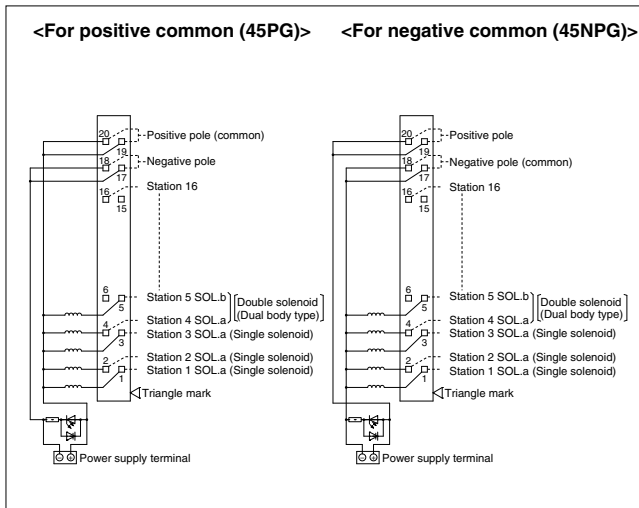 <For positive common (45PG)>
20
Positive pole (common)
19
18
Negative pole
17
Station 16
16
15
6
Station 5 SOL.b
5
Double solenoid
(Dual body type)
Station 4 SOL.a
4
Station 3 SOL.a (Single solenoid)
3
Station 2 SOL.a (Single solenoid)
2
Station 1 SOL.a (Single solenoid)
1
Triangle mark
⊖ ⊕
Power supply terminal
<For negative common (45NPG)>
20
Positive pole
19
18
Negative pole (common)
17
Station 16
16
15
6
Station 5 SOL.b
5
Double solenoid
(Dual body type)
Station 4 SOL.a
4
Station 3 SOL.a (Single solenoid)
3
Station 2 SOL.a (Single solenoid)
2
Station 1 SOL.a (Single solenoid)
1
Triangle mark
⊖ ⊕
Power supply terminal